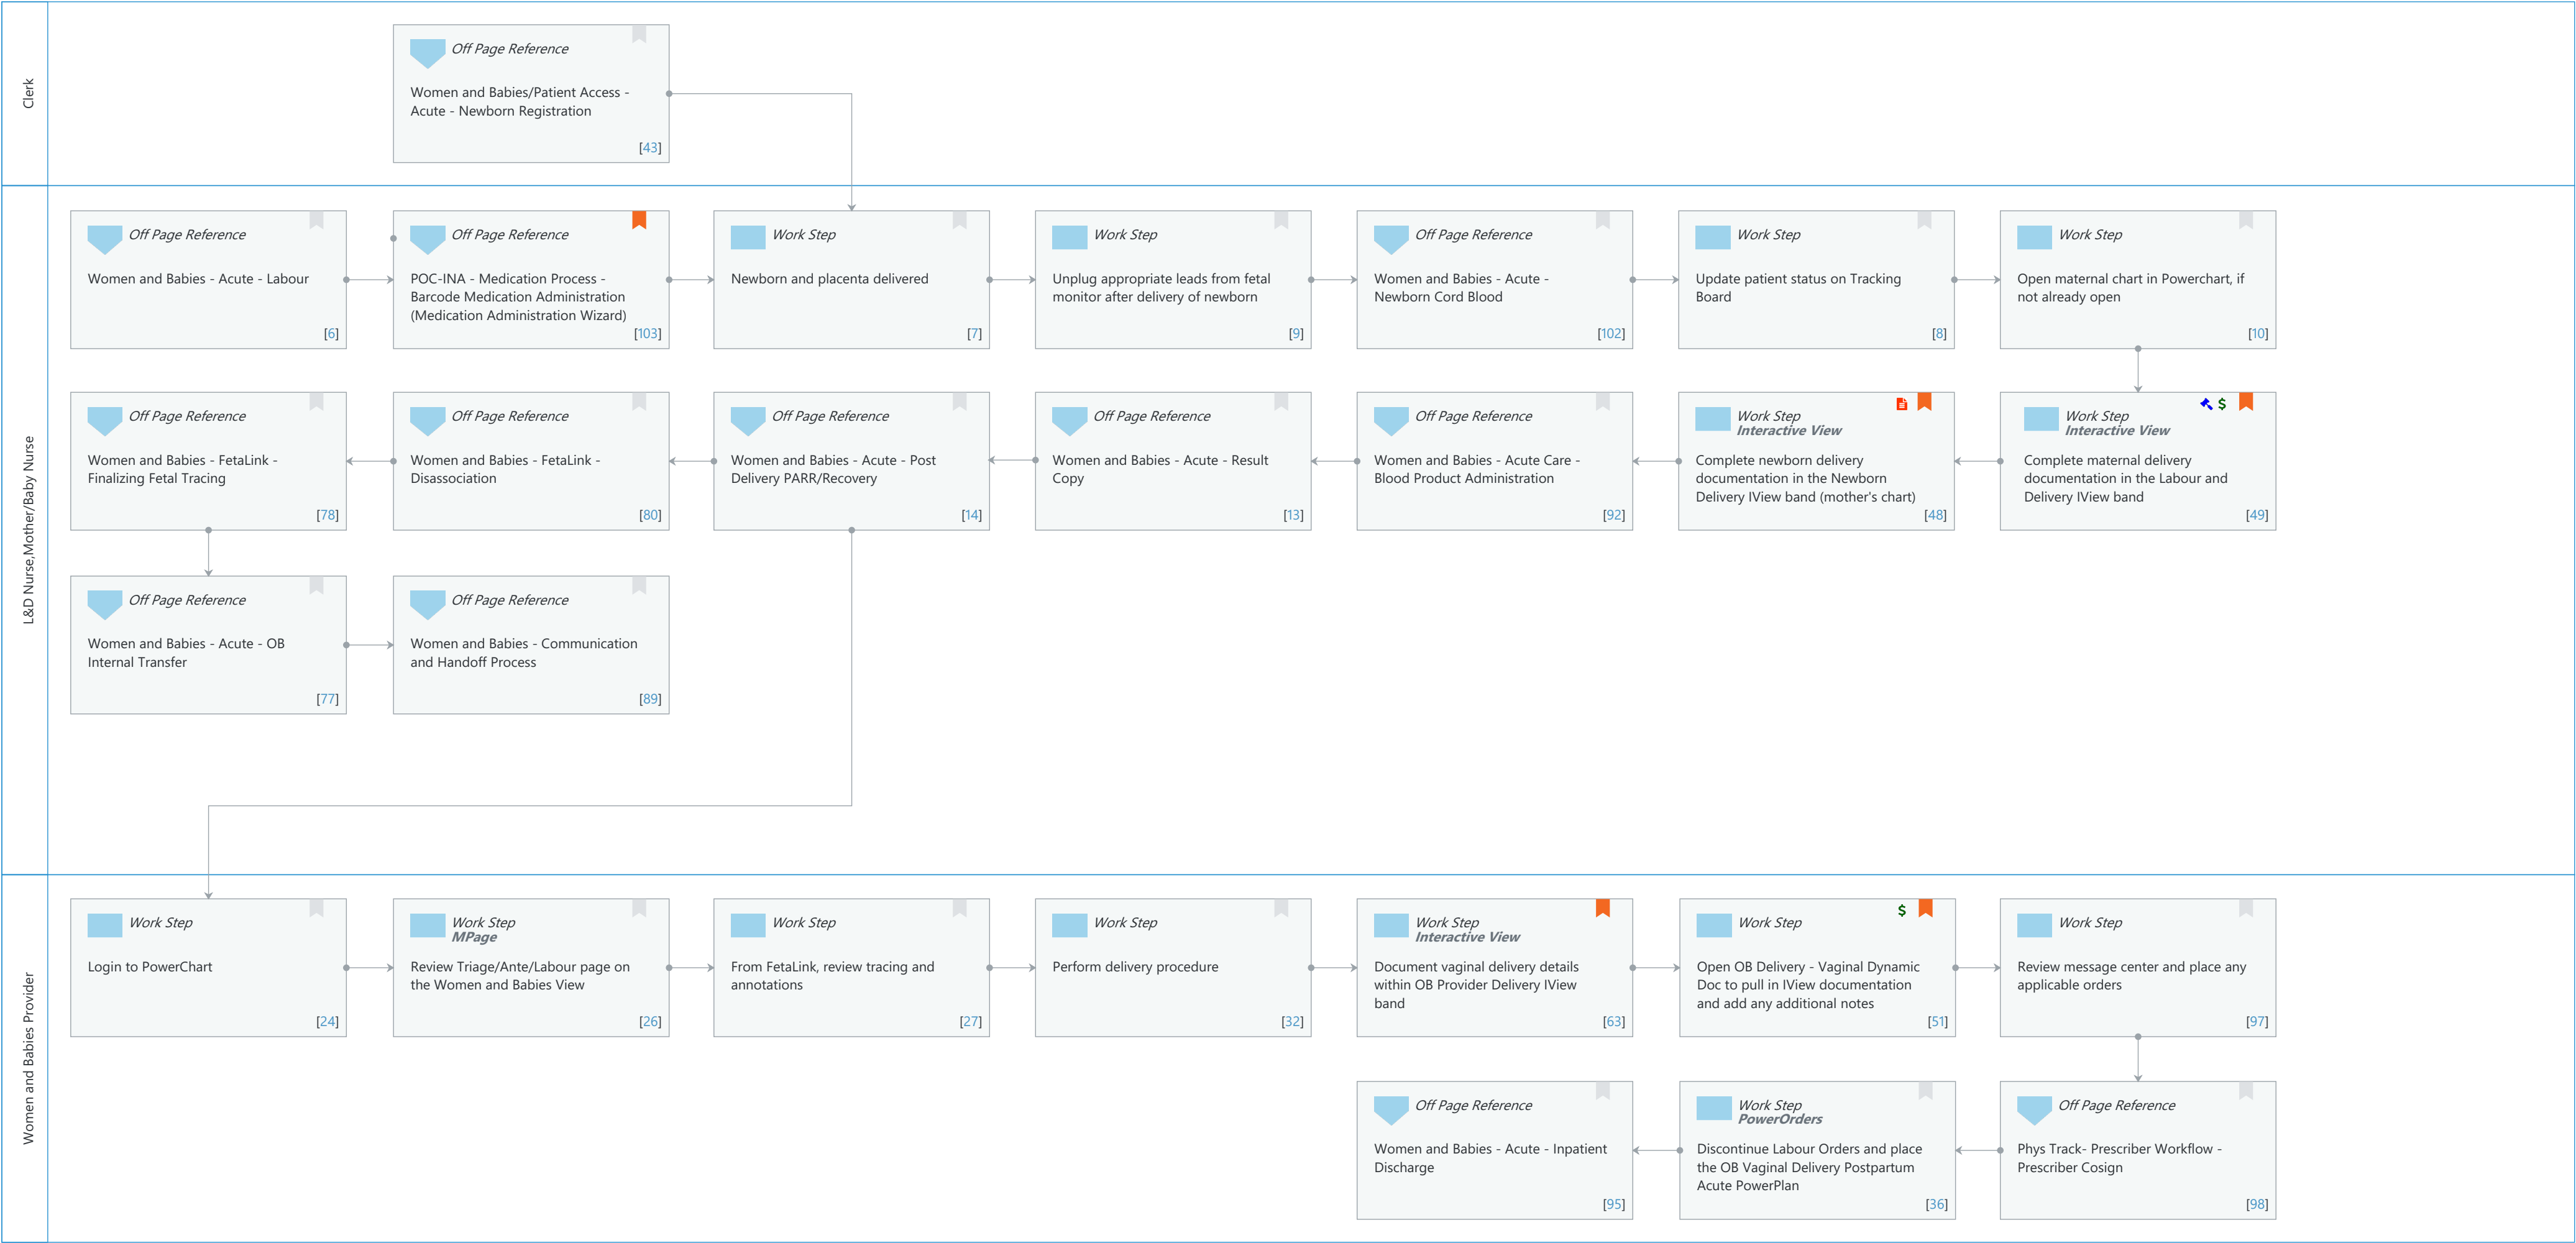 Clerk
Off Page Reference
Women and Babies/Patient Access -
Acute - Newborn Registration
[43]
L&D Nurse,Mother/Baby Nurse
Off Page Reference
Women and Babies - Acute - Labour
[6]
Off Page Reference
POC-INA - Medication Process -
Barcode Medication Administration
(Medication Administration Wizard)
[103]
Work Step
Newborn and placenta delivered
[7]
Work Step
Unplug appropriate leads from fetal
monitor after delivery of newborn
[9]
Off Page Reference
Women and Babies - Acute -
Newborn Cord Blood
[102]
Work Step
Update patient status on Tracking
Board
[8]
Work Step
Open maternal chart in Powerchart, if
not already open
[10]
Off Page Reference
Women and Babies - FetaLink -
Finalizing Fetal Tracing
[78]
Off Page Reference
Women and Babies - FetaLink -
Disassociation
[80]
Off Page Reference
Women and Babies - Acute - Post
Delivery PARR/Recovery
[14]
Off Page Reference
Women and Babies - Acute - Result
Copy
[13]
Off Page Reference
Women and Babies - Acute Care -
Blood Product Administration
[92]
Work Step
Interactive View
Complete newborn delivery
documentation in the Newborn
Delivery IView band (mother's chart)
[48]
$
Work Step
Interactive View
Complete maternal delivery
documentation in the Labour and
Delivery IView band
[49]
Off Page Reference
Women and Babies - Acute - OB
Internal Transfer
[77]
Off Page Reference
Women and Babies - Communication
and Handoff Process
[89]
Women and Babies Provider
Work Step
Login to PowerChart
[24]
Work Step
MPage
Review Triage/Ante/Labour page on
the Women and Babies View
[26]
Work Step
From FetaLink, review tracing and
annotations
[27]
Work Step
Perform delivery procedure
[32]
Work Step
Interactive View
Document vaginal delivery details
within OB Provider Delivery IView
band
[63]
$
Work Step
Open OB Delivery - Vaginal Dynamic
Doc to pull in IView documentation
and add any additional notes
[51]
Work Step
Review message center and place any
applicable orders
[97]
Off Page Reference
Women and Babies - Acute - Inpatient
Discharge
[95]
Work Step
PowerOrders
Discontinue Labour Orders and place
the OB Vaginal Delivery Postpartum
Acute PowerPlan
[36]
Off Page Reference
Phys Track- Prescriber Workflow -
Prescriber Cosign
[98]